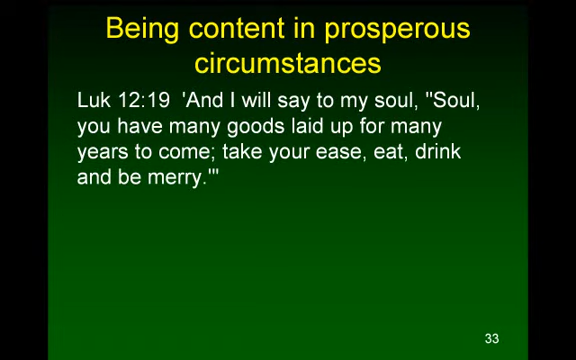 Being content in prosperous
circumstances
Luk 12:19  'And I will say to my soul, "Soul,
you have many goods laid up for many
years to come; take your ease, eat, drink
and be merry."'
33